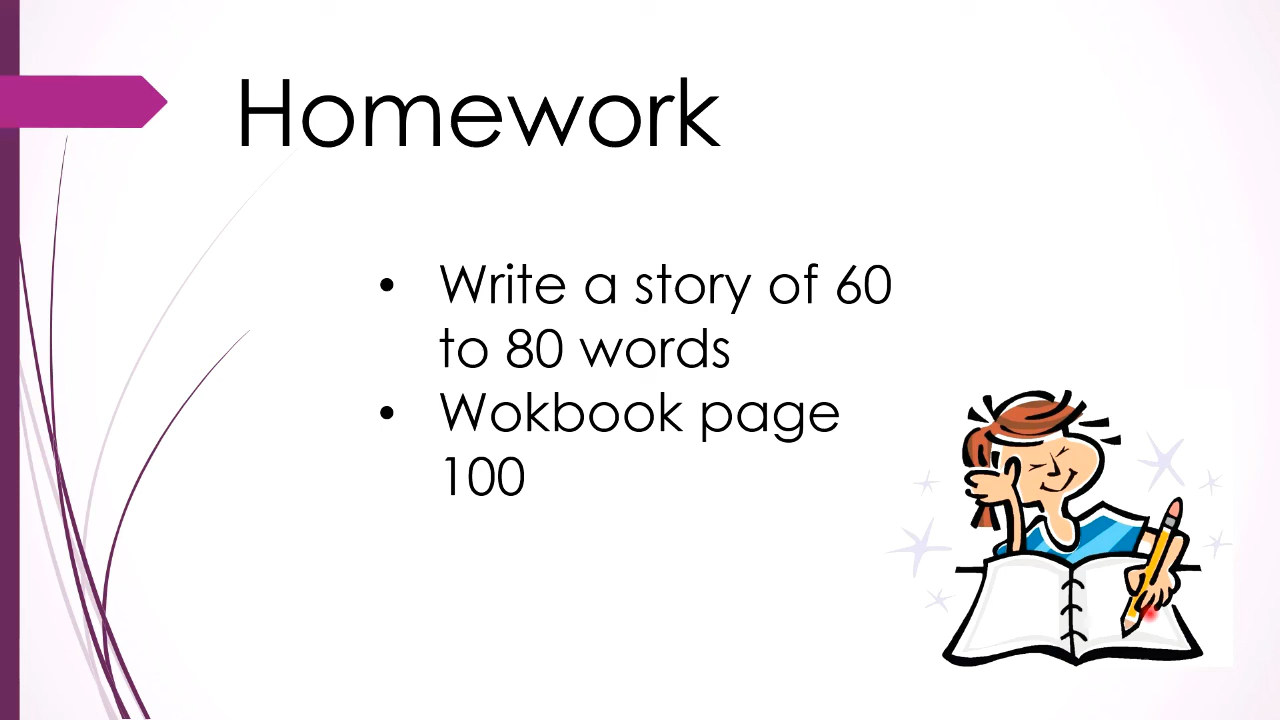 Homework
• Write a story of 60
to 80 words
• Wokbook page
100